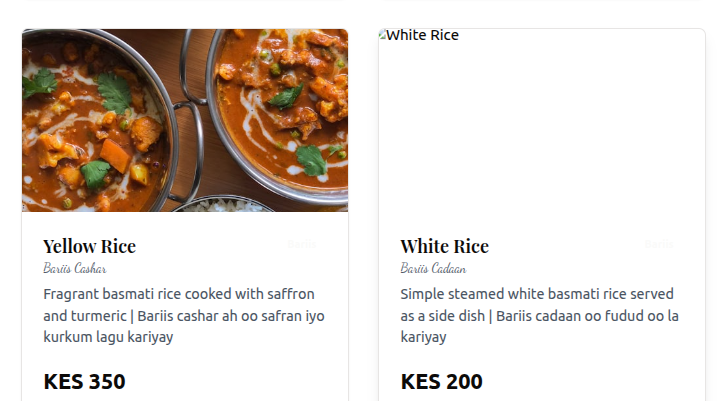 White Rice
Yellow Rice
Bariis
Bariis Cashar
Fragrant basmati rice cooked with saffron
and turmeric | Bariis cashar ah oo safran iyo
kurkum lagu kariyay
KES 350
White Rice
Bariis
Bariis Cadaan
Simple steamed white basmati rice served
as a side dish | Bariis cadaan oo fudud oo la
kariyay
KES 200